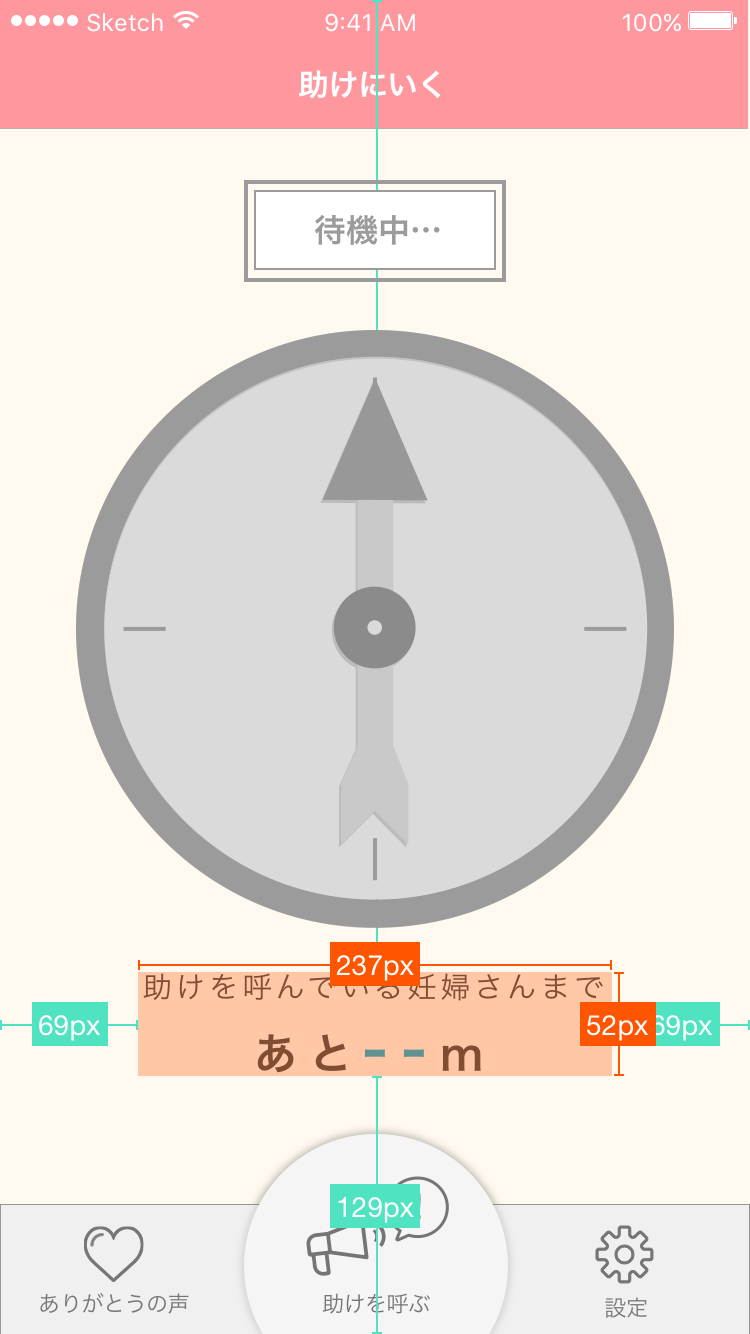 Sketch 9:41 AM 100%
助けにいく
待機中…
237px
助けを呼んでいる妊婦さんまで
69px 52px 69px
あと--m
129px
ありがとうの声 助けを呼ぶ 設定